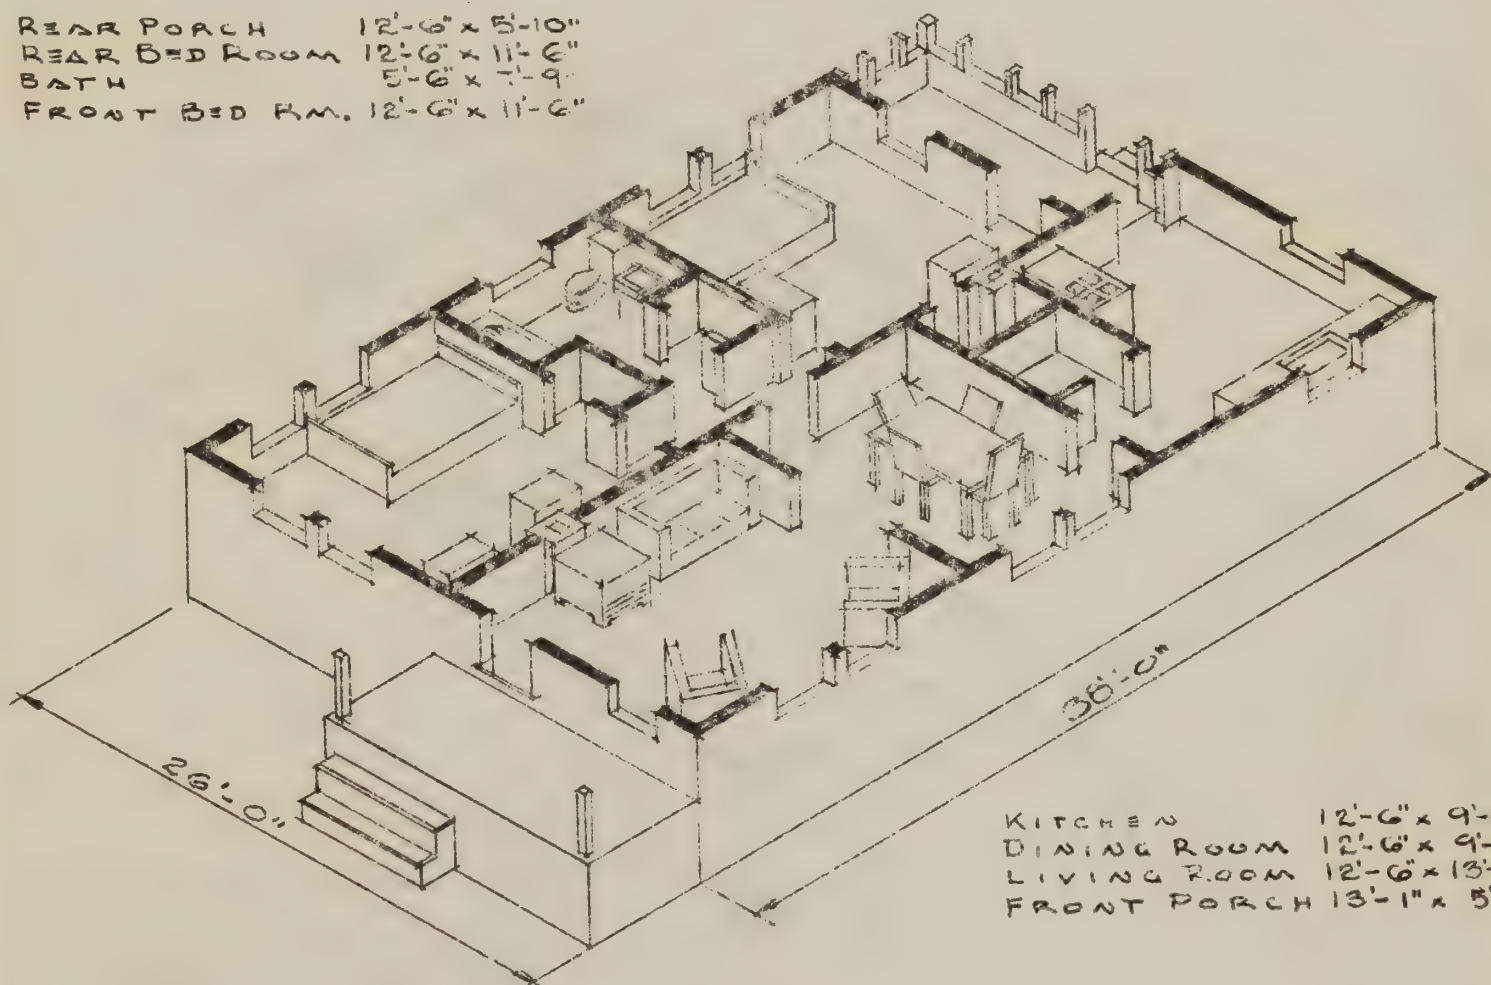 REAR PORCH 12'-6" x 5'-10"
REAR BED ROOM 12'-6" x 11'-6"
BATH 5'-6" x 7'-9
FRONT BED RM. 12'-6" x 11'-6"
38'-0"
26'-0"
KITCHEN 12'-6" x 9'-
DINING ROOM 12'-6" x 9'-
LIVING ROOM 12'-6" x 13'-
FRONT PORCH 13'-1" x 5'